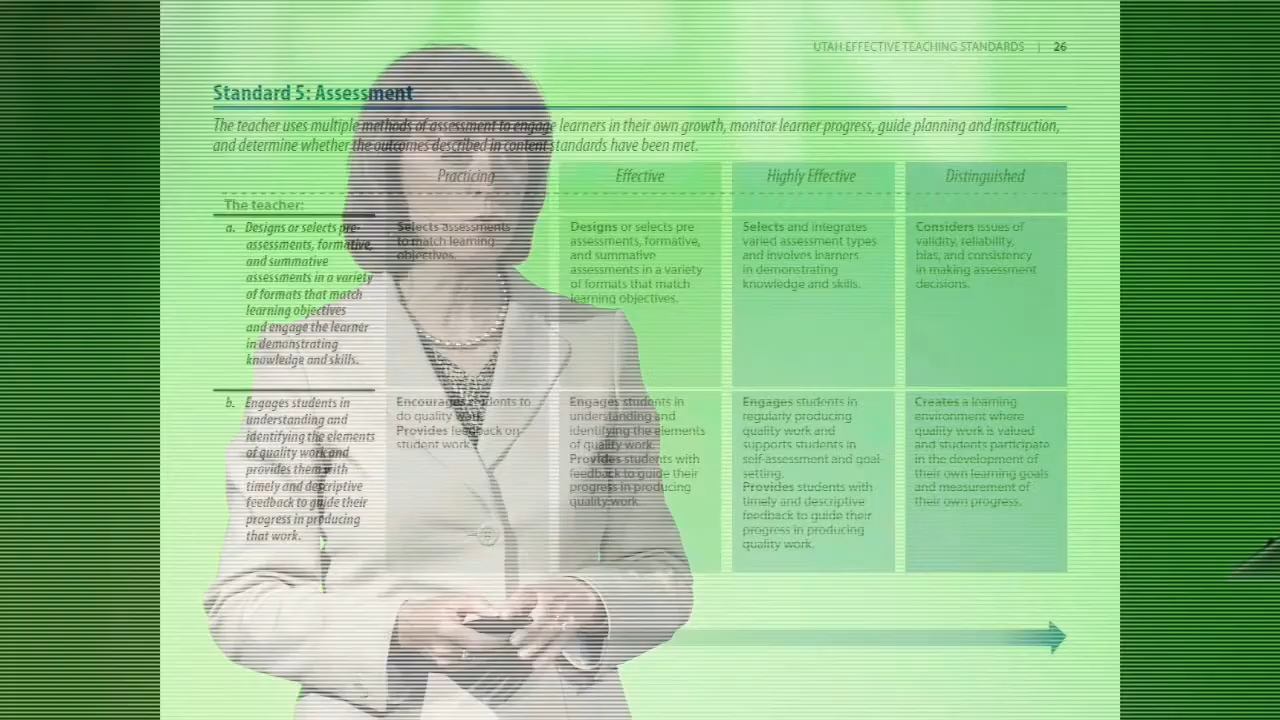 UTAH EFFECTIVE TEACHING STANDARDS | 26
Standard 5: Assessment
The teacher uses multiple methods of assessment to engage learners in their own growth, monitor learner progress, guide planning and instruction,
and determine whether the outcomes described in content standards have been met.
Practicing
Effective
Highly Effective
Distinguished
The teacher:
a. Designs or selects pre-
assessments, formative,
and summative
assessments in a variety
of formats that match
learning objectives
and engage the learner
in demonstrating
knowledge and skills.
Selects assessments
to match learning
objectives.
Designs or selects pre
assessments, formative,
and summative
assessments in a variety
of formats that match
learning objectives.
Selects and integrates
varied assessment types
and involves learners
in demonstrating
knowledge and skills.
Considers issues of
validity, reliability,
bias, and consistency
in making assessment
decisions.
b. Engages students in
understanding and
identifying the elements
of quality work and
provides them with
timely and descriptive
feedback to guide their
progress in producing
that work.
Encourages students to
do quality work.
Provides feedback on
student work.
Engages students in
understanding and
identifying the elements
of quality work.
Provides students with
feedback to guide their
progress in producing
quality work.
Engages students in
regularly producing
quality work and
supports students in
self-assessment and goal-
setting.
Provides students with
timely and descriptive
feedback to guide their
progress in producing
quality work.
Creates a learning
environment where
quality work is valued
and students participate
in the development of
their own learning goals
and measurement of
their own progress.